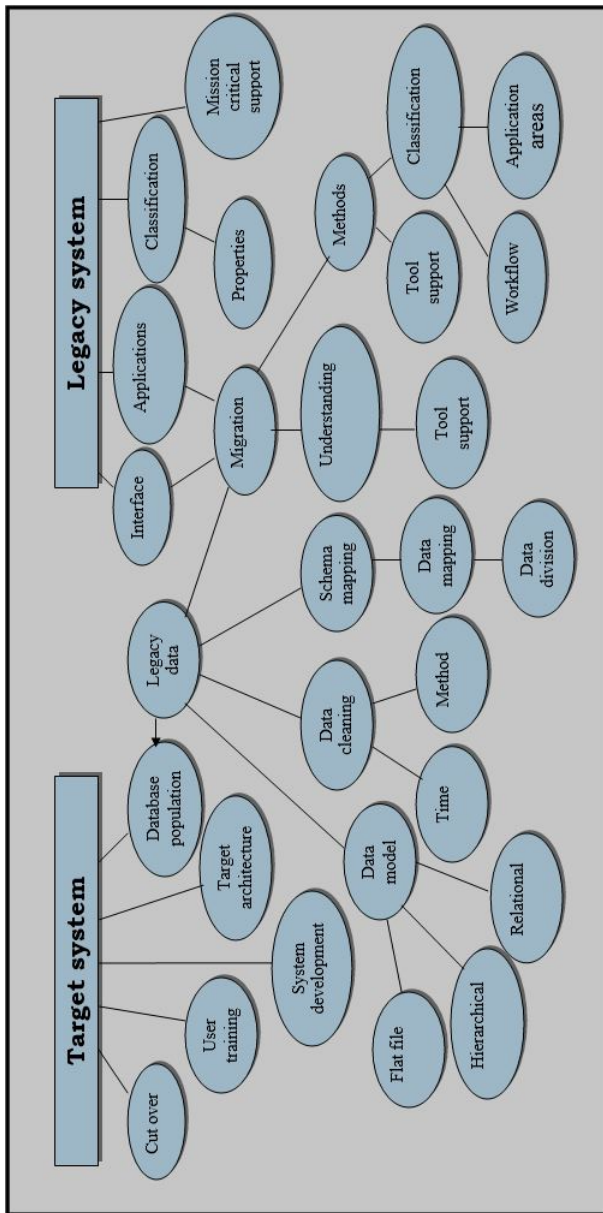 Target system
Legacy system
Cut over
User
training
System
development
Target
architecture
Database
population
Legacy
data
Interface
Applications
Classification
Mission
critical
support
Properties
Migration
Methods
Data
model
Flat file
Hierarchical
Relational
Data
cleaning
Time
Method
Schema
mapping
Data
mapping
Data
division
Understanding
Tool
support
Tool
support
Classification
Workflow
Application
areas